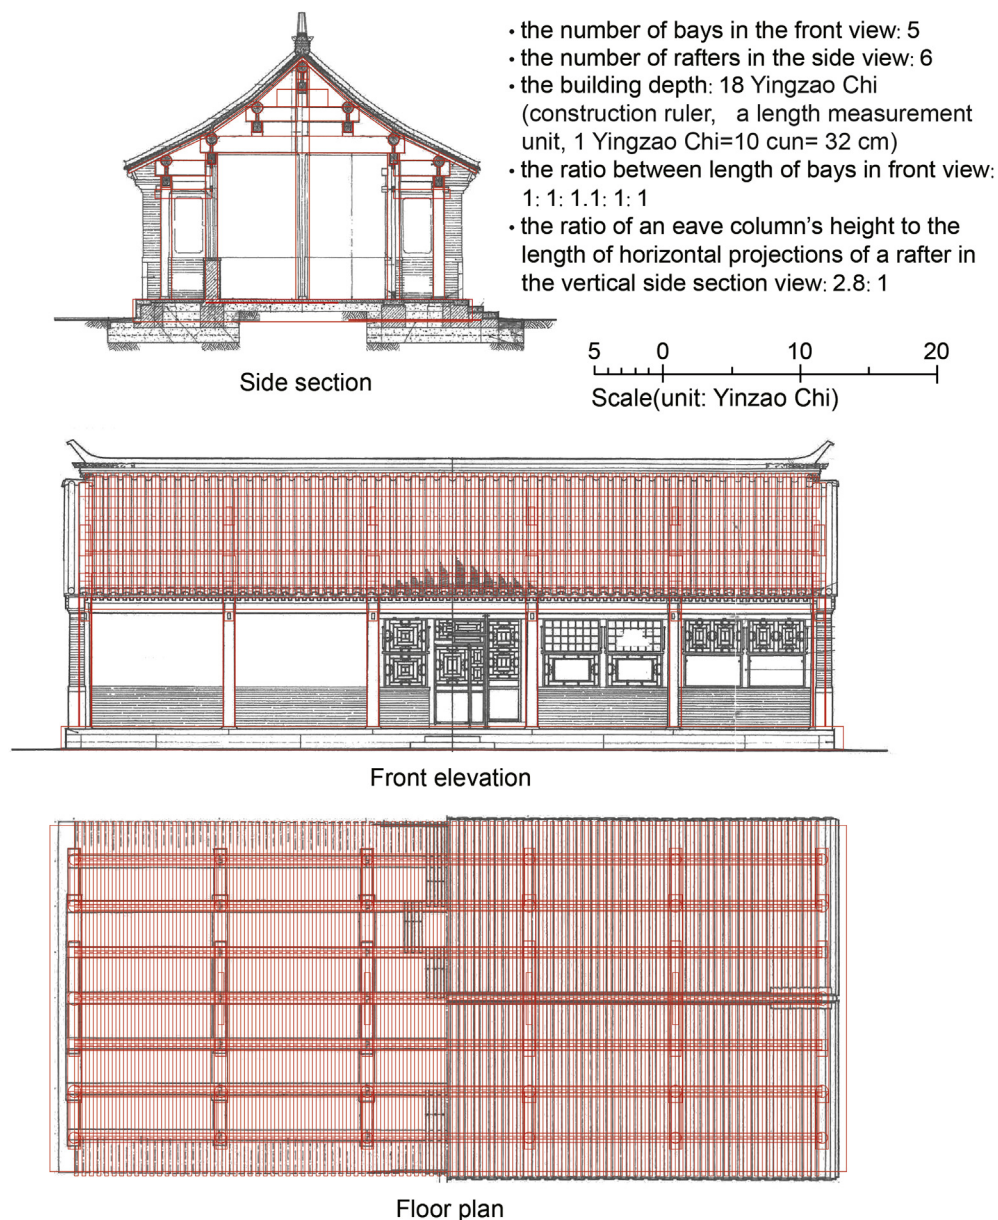 • the number of bays in the front view: 5
• the number of rafters in the side view: 6
• the building depth: 18 Yingzao Chi
(construction ruler, a length measurement
unit, 1 Yingzao Chi=10 cun= 32 cm)
• the ratio between length of bays in front view:
1: 1: 1.1: 1: 1
• the ratio of an eave column's height to the
length of horizontal projections of a rafter in
the vertical side section view: 2.8: 1
Side section
5 0 10 20
Scale(unit: Yinzao Chi)
Front elevation
Floor plan